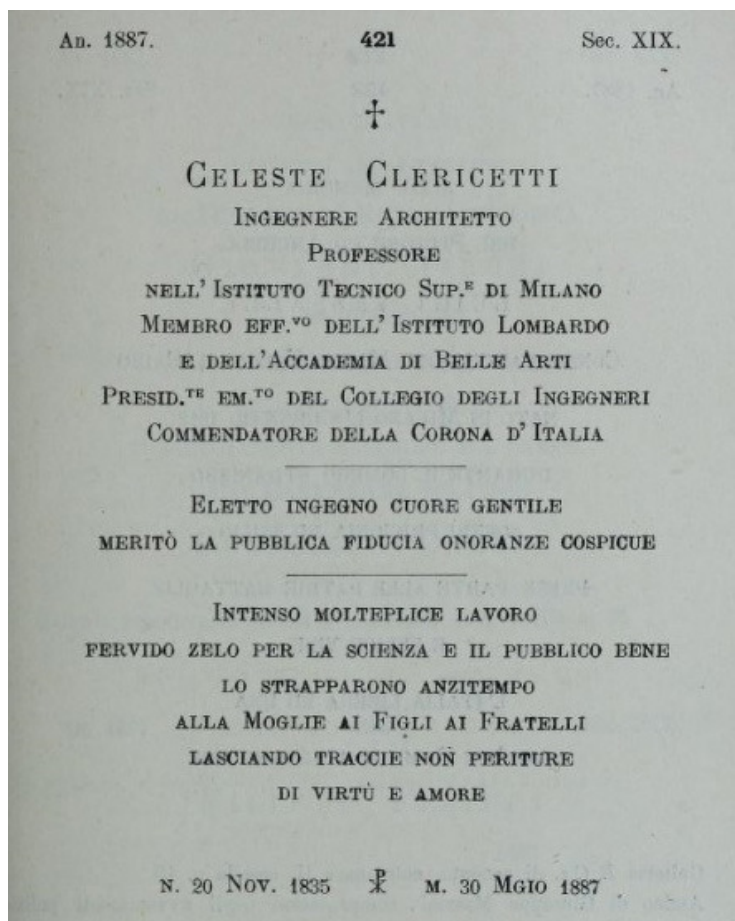 An. 1887. 421 Sec. XIX.
†
CELESTE CLERICETTI
INGEGNERE ARCHITETTO
PROFESSORE
NELL' ISTITUTO TECNICO SUP.E DI MILANO
MEMBRO EFF.VO DELL' ISTITUTO LOMBARDO
E DELL'ACCADEMIA DI BELLE ARTI
PRESID.TE EM.TO DEL COLLEGIO DEGLI INGEGNERI
COMMENDATORE DELLA CORONA D' ITALIA
ELETTO INGEGNO CUORE GENTILE
MERITÒ LA PUBBLICA FIDUCIA ONORANZE COSPICUE
INTENSO MOLTEPLICE LAVORO
FERVIDO ZELO PER LA SCIENZA E IL PUBBLICO BENE
LO STRAPPARONO ANZITEMPO
ALLA MOGLIE AI FIGLI AI FRATELLI
LASCIANDO TRACCIE NON PERITURE
DI VIRTÙ E AMORE
N. 20 NOV. 1835 ☧ M. 30 MGIO 1887